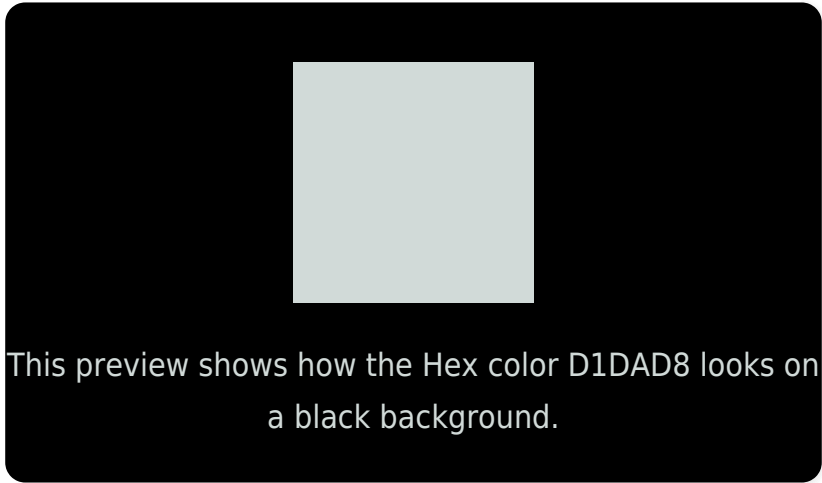 This preview shows how the Hex color D1DAD8 looks on
a black background.